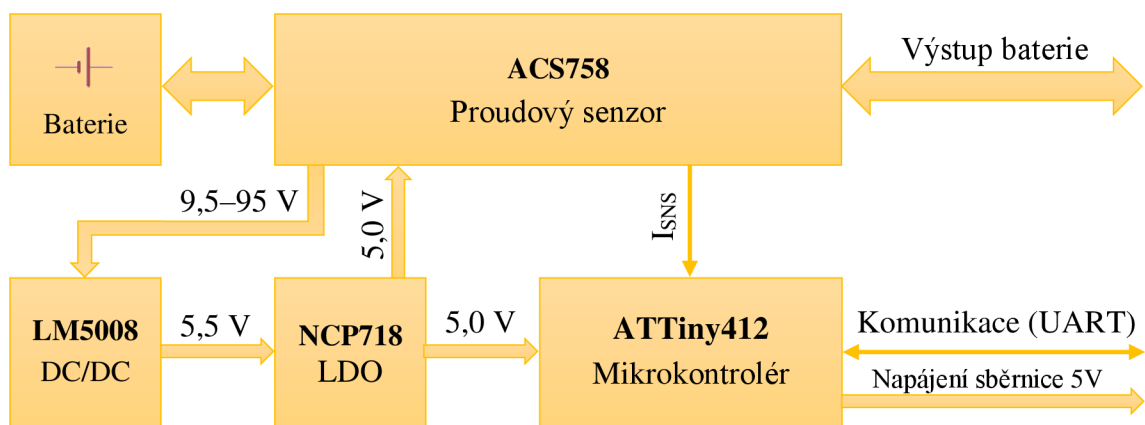 Baterie
ACS758
Proudový senzor
Výstup baterie
9,5–95 V
5,0 V
I_SNS
LM5008
DC/DC
5,5 V
NCP718
LDO
5,0 V
ATTiny412
Mikrokontrolér
Komunikace (UART)
Napájení sběrnice 5V